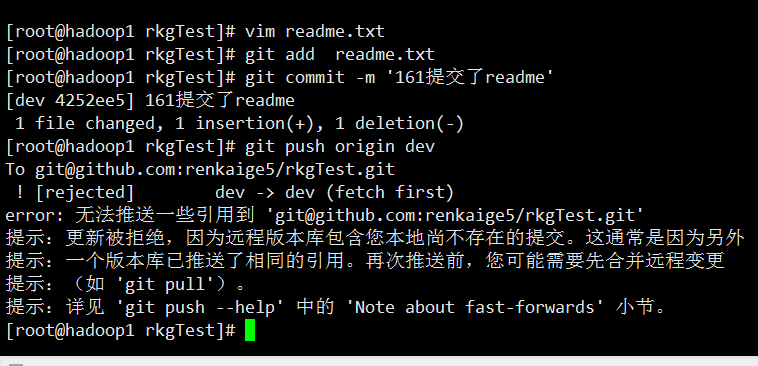 [root@hadoop1 rkgTest]# vim readme.txt
[root@hadoop1 rkgTest]# git add  readme.txt
[root@hadoop1 rkgTest]# git commit -m '161提交了readme'
[dev 4252ee5] 161提交了readme
 1 file changed, 1 insertion(+), 1 deletion(-)
[root@hadoop1 rkgTest]# git push origin dev
To git@github.com:renkaige5/rkgTest.git
 ! [rejected]        dev -> dev (fetch first)
error: 无法推送一些引用到 'git@github.com:renkaige5/rkgTest.git'
提示：更新被拒绝，因为远程版本库包含您本地尚不存在的提交。这通常是因为另外
提示：一个版本库已推送了相同的引用。再次推送前，您可能需要先合并远程变更
提示：（如 'git pull'）。
提示：详见 'git push --help' 中的 'Note about fast-forwards' 小节。
[root@hadoop1 rkgTest]#